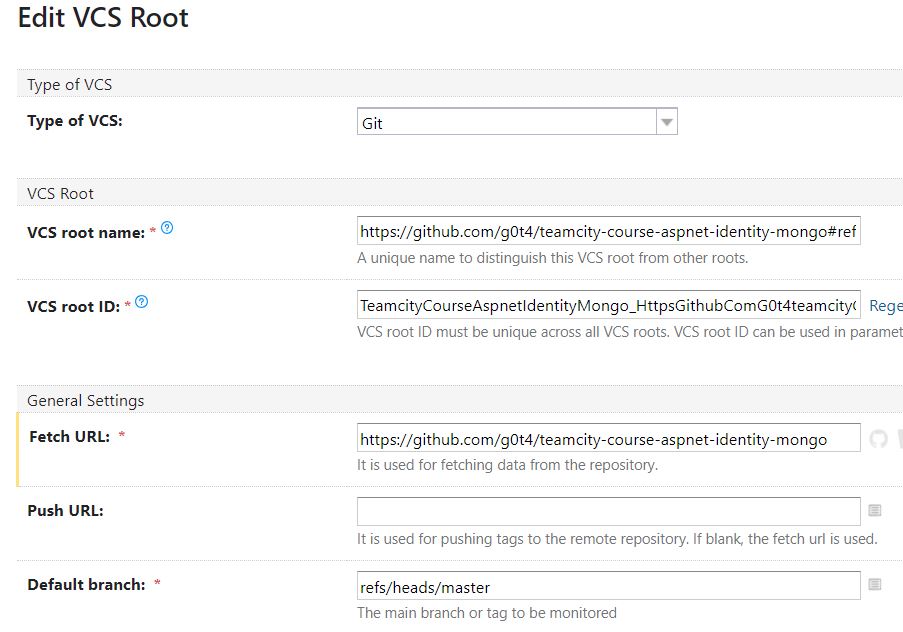 Edit VCS Root
Type of VCS
Type of VCS:
Git
VCS Root
VCS root name: *
https://github.com/g0t4/teamcity-course-aspnet-identity-mongo#ref
A unique name to distinguish this VCS root from other roots.
VCS root ID: *
TeamcityCourseAspnetIdentityMongo_HttpsGithubComG0t4teamcity Rege
VCS root ID must be unique across all VCS roots. VCS root ID can be used in paramet
General Settings
Fetch URL: *
https://github.com/g0t4/teamcity-course-aspnet-identity-mongo
It is used for fetching data from the repository.
Push URL:
It is used for pushing tags to the remote repository. If blank, the fetch url is used.
Default branch: *
refs/heads/master
The main branch or tag to be monitored